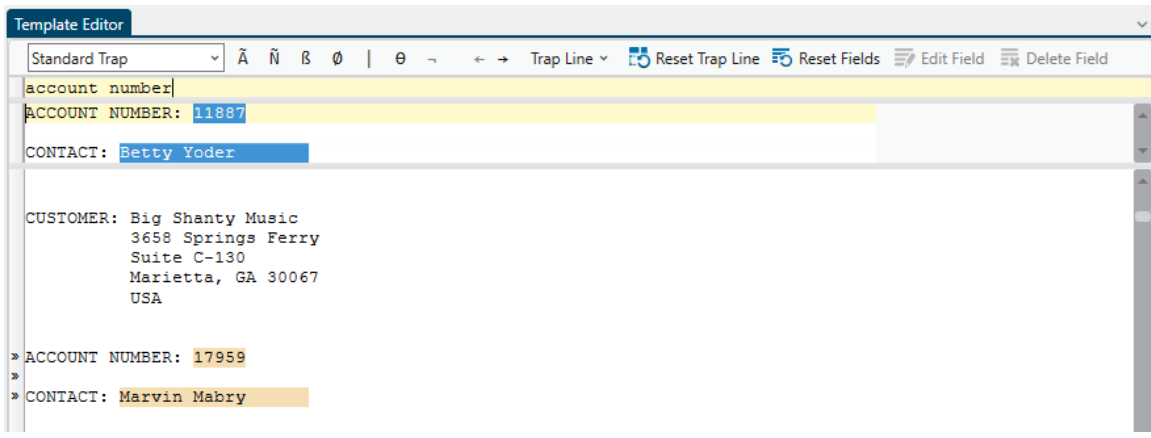 Template Editor
Standard Trap Ã Ñ ß Ø | θ ¬ ← → Trap Line Reset Trap Line Reset Fields Edit Field Delete Field
account number
ACCOUNT NUMBER: 11887
CONTACT: Betty Yoder
CUSTOMER: Big Shanty Music
3658 Springs Ferry
Suite C-130
Marietta, GA 30067
USA
» ACCOUNT NUMBER: 17959
»
» CONTACT: Marvin Mabry